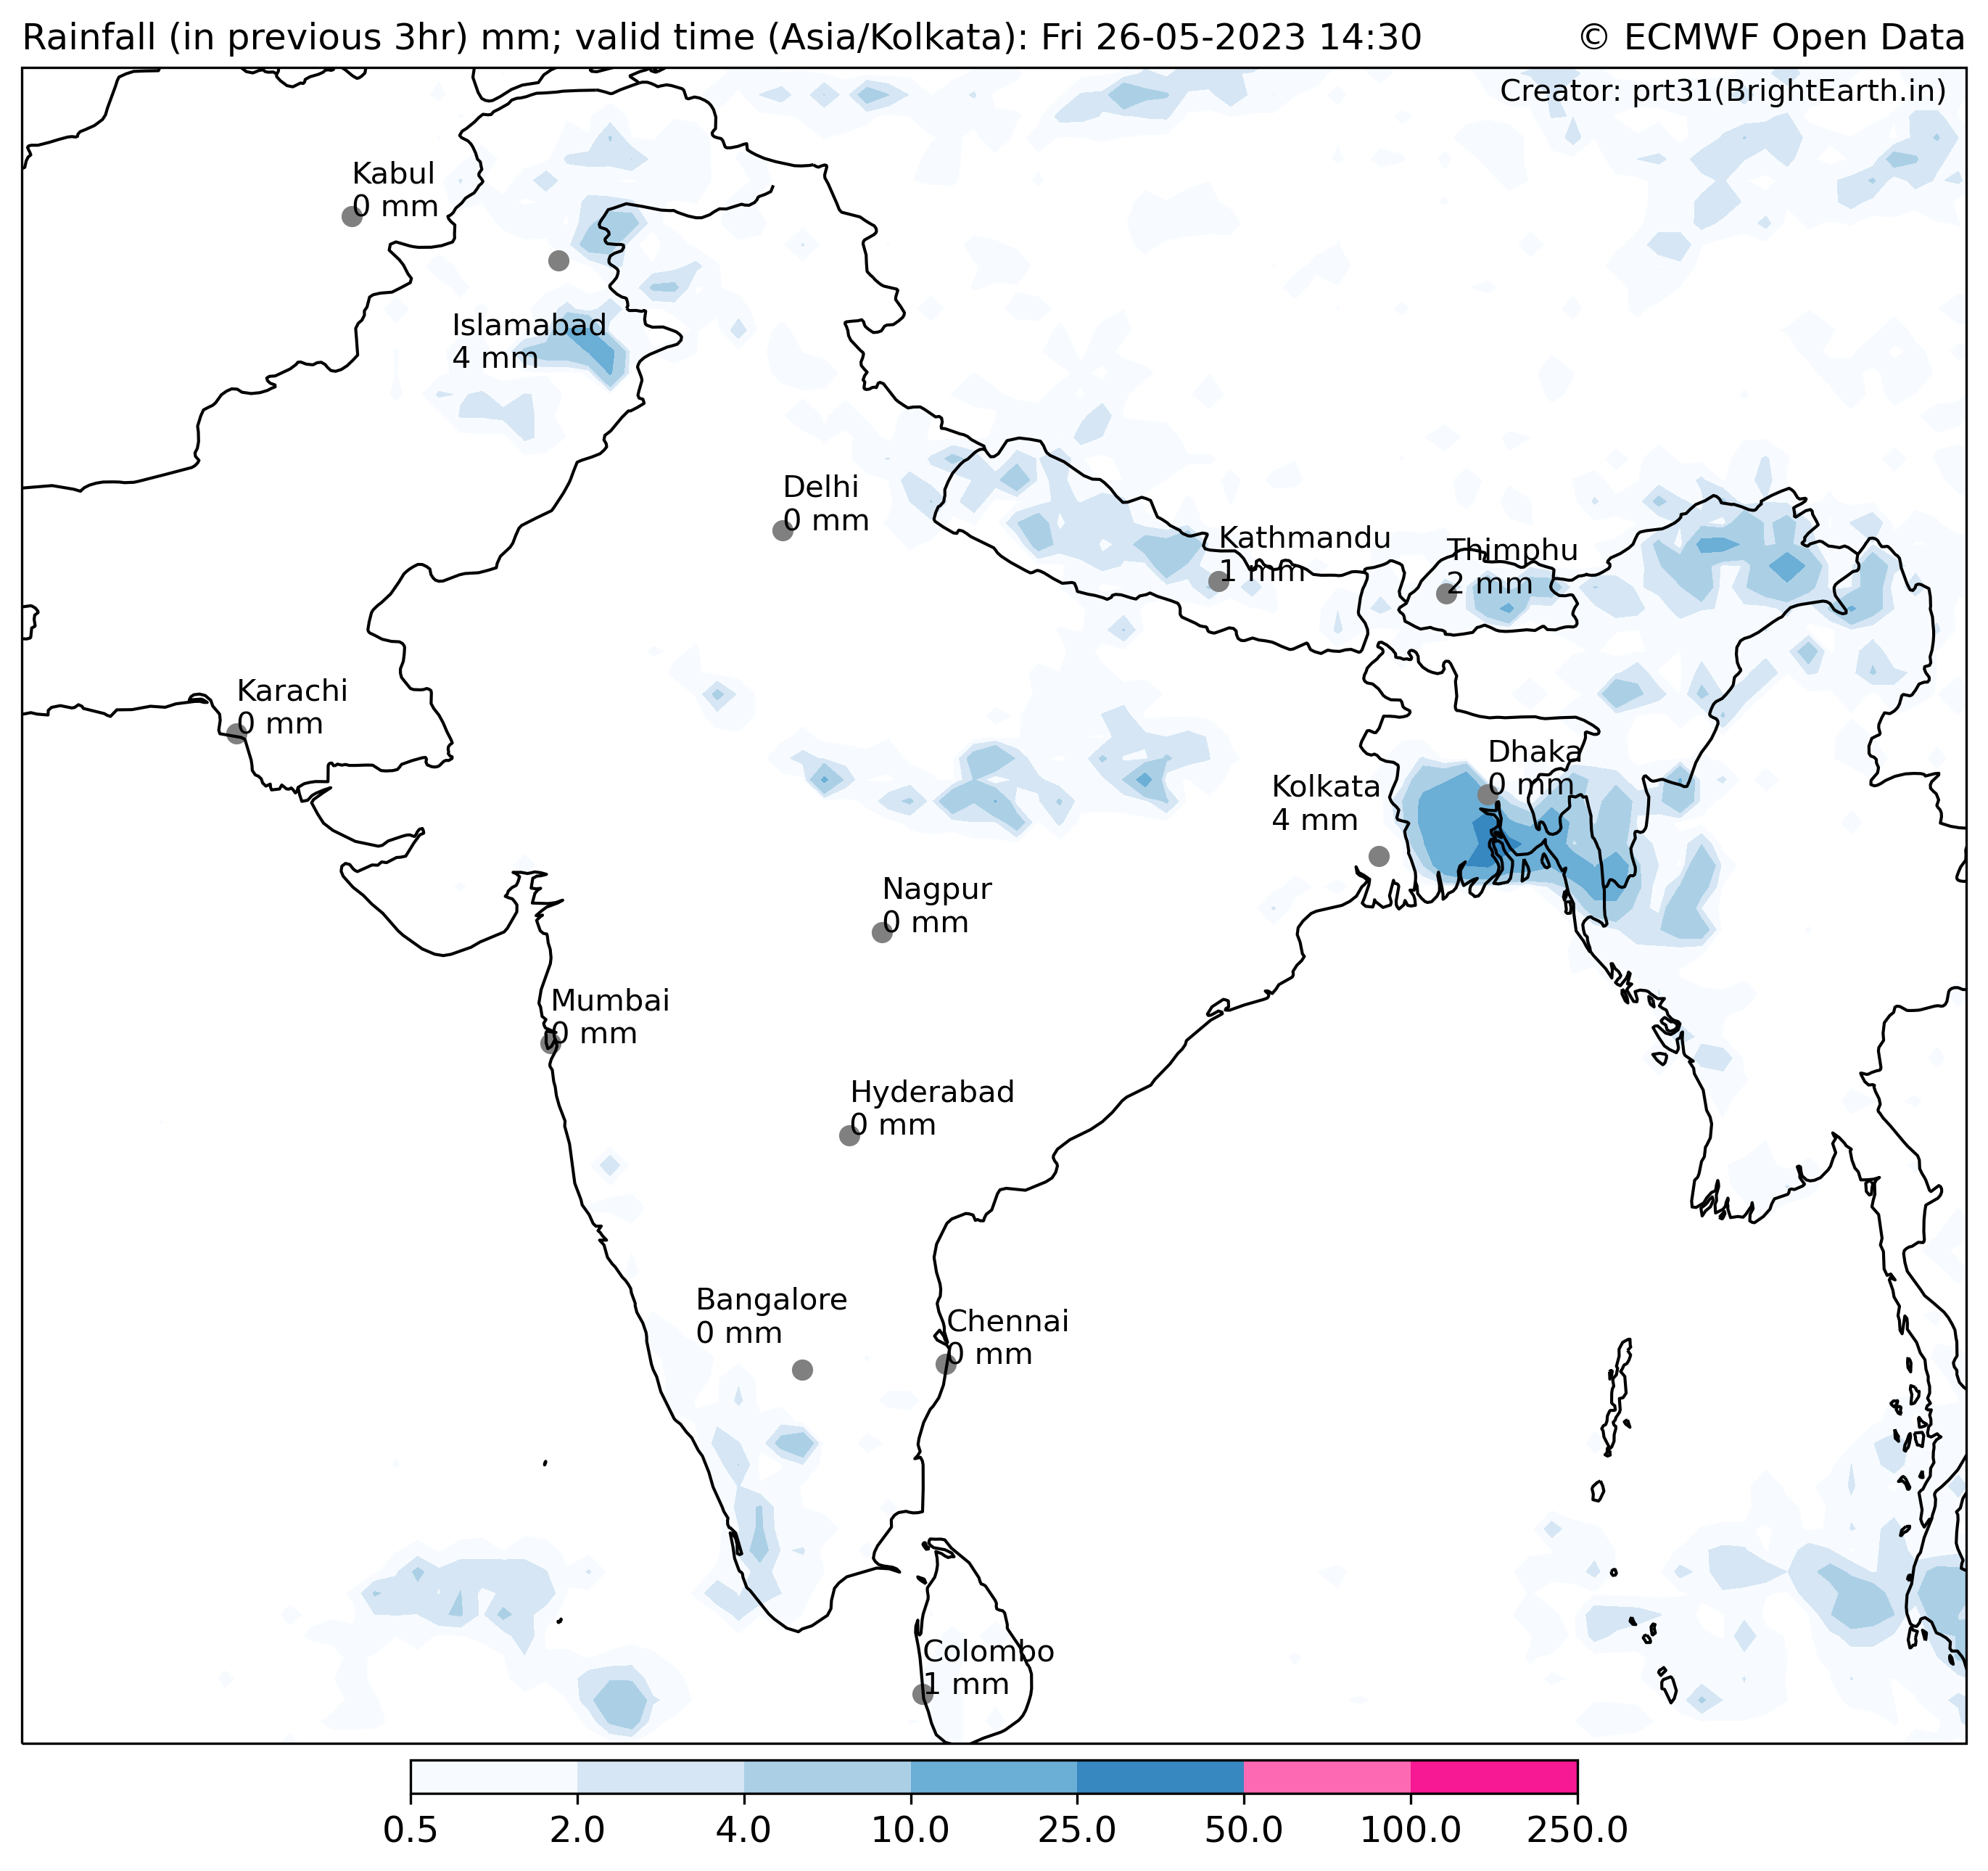 Rainfall (in previous 3hr) mm; valid time (Asia/Kolkata): Fri 26-05-2023 14:30
© ECMWF Open Data
Creator: prt31(BrightEarth.in)
Kabul
0 mm
Islamabad
4 mm
Delhi
0 mm
Kathmandu
1 mm
Thimphu
2 mm
Karachi
0 mm
Dhaka
0 mm
Kolkata
4 mm
Nagpur
0 mm
Mumbai
0 mm
Hyderabad
0 mm
Bangalore
0 mm
Chennai
0 mm
Colombo
1 mm
0.5 2.0 4.0 10.0 25.0 50.0 100.0 250.0